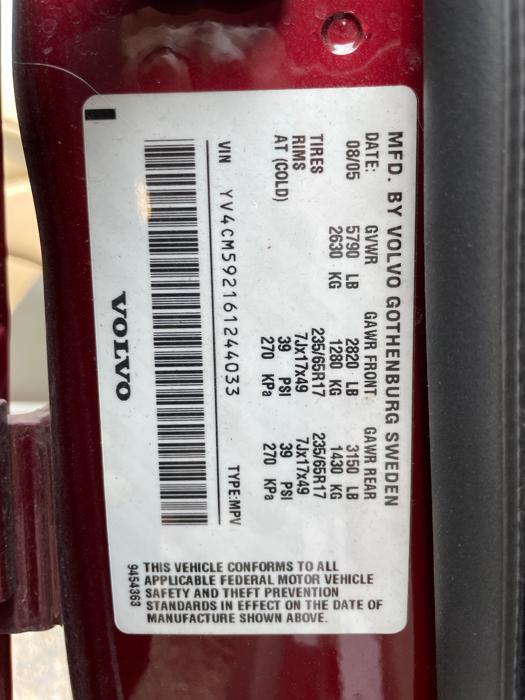 MFD. BY VOLVO GOTHENBURG SWEDEN
DATE: GVWR GAWR FRONT GAWR REAR
08/05 5790 LB 2820 LB 3150 LB
2630 KG 1280 KG 1430 KG
TIRES 235/65R17 235/65R17
RIMS 7Jx17x49 7Jx17x49
AT (COLD) 39 PSI 39 PSI
270 KPa 270 KPa
VIN YV4CM592161244033 TYPE:MPV
VOLVO
THIS VEHICLE CONFORMS TO ALL
APPLICABLE FEDERAL MOTOR VEHICLE
SAFETY AND THEFT PREVENTION
STANDARDS IN EFFECT ON THE DATE OF
MANUFACTURE SHOWN ABOVE.
9454363